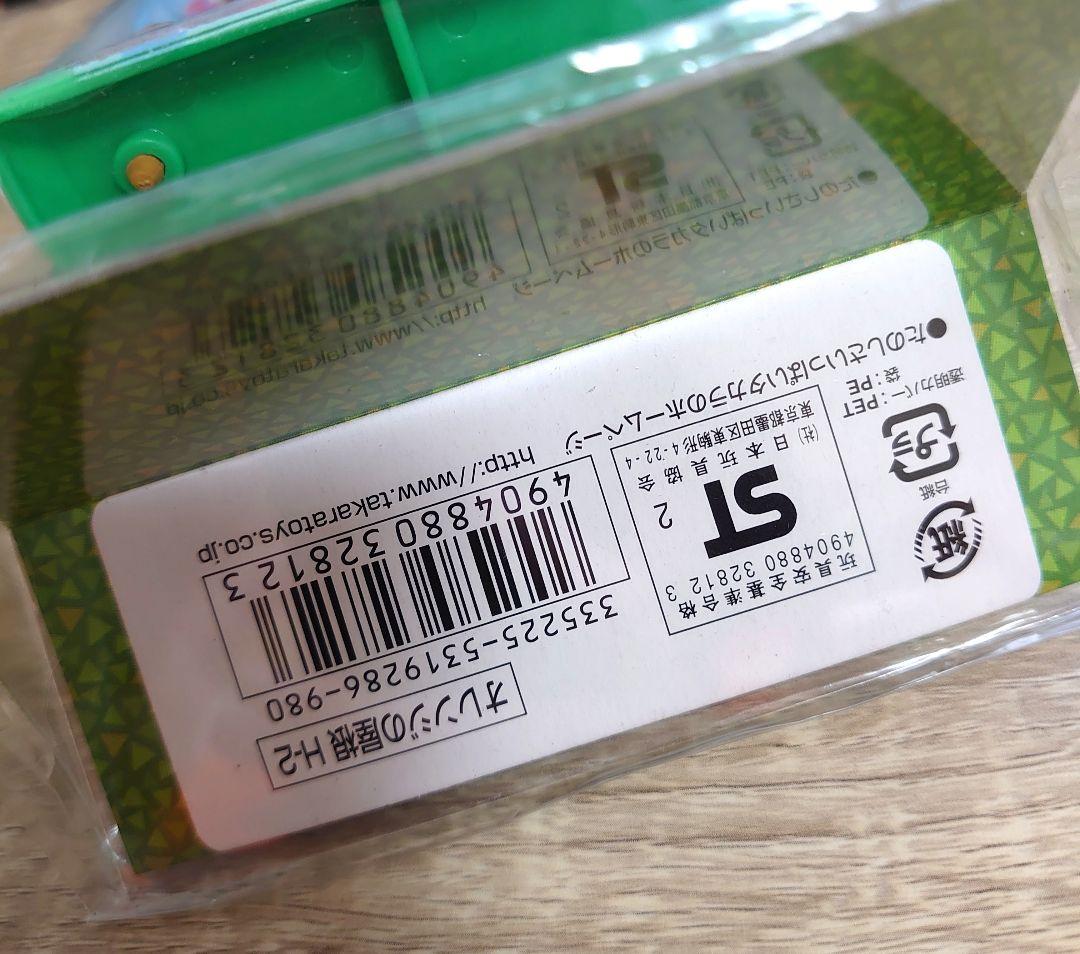 オレンジの屋根 H-2
335225-5319286-980
4 904880 328123
玩具安全基準合格
4904880 32812 3
ST 2
(社)日本玩具協会
東京都墨田区東駒形4-22-4
紙
台紙
プラ
透明カバー:PET
袋:PE
●たのしさいっぱいタカラのホームページ
http://www.takaratoys.co.jp